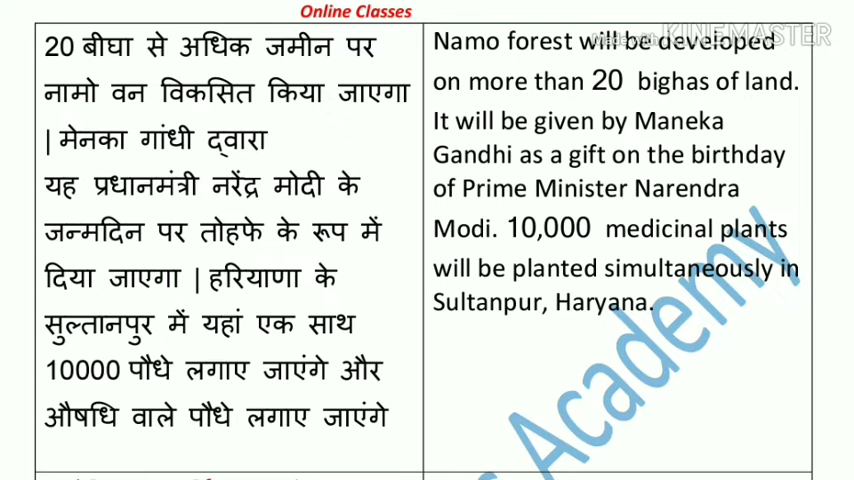 Online Classes
20 बीघा से अधिक जमीन पर
नामो वन विकसित किया जाएगा
| मेनका गांधी द्वारा
यह प्रधानमंत्री नरेंद्र मोदी के
जन्मदिन पर तोहफे के रूप में
दिया जाएगा | हरियाणा के
सुल्तानपुर में यहां एक साथ
10000 पौधे लगाए जाएंगे और
औषधि वाले पौधे लगाए जाएंगे
Namo forest will be developed
on more than 20 bighas of land.
It will be given by Maneka
Gandhi as a gift on the birthday
of Prime Minister Narendra
Modi. 10,000 medicinal plants
will be planted simultaneously in
Sultanpur, Haryana.
Made with KINEMASTER
s Academy